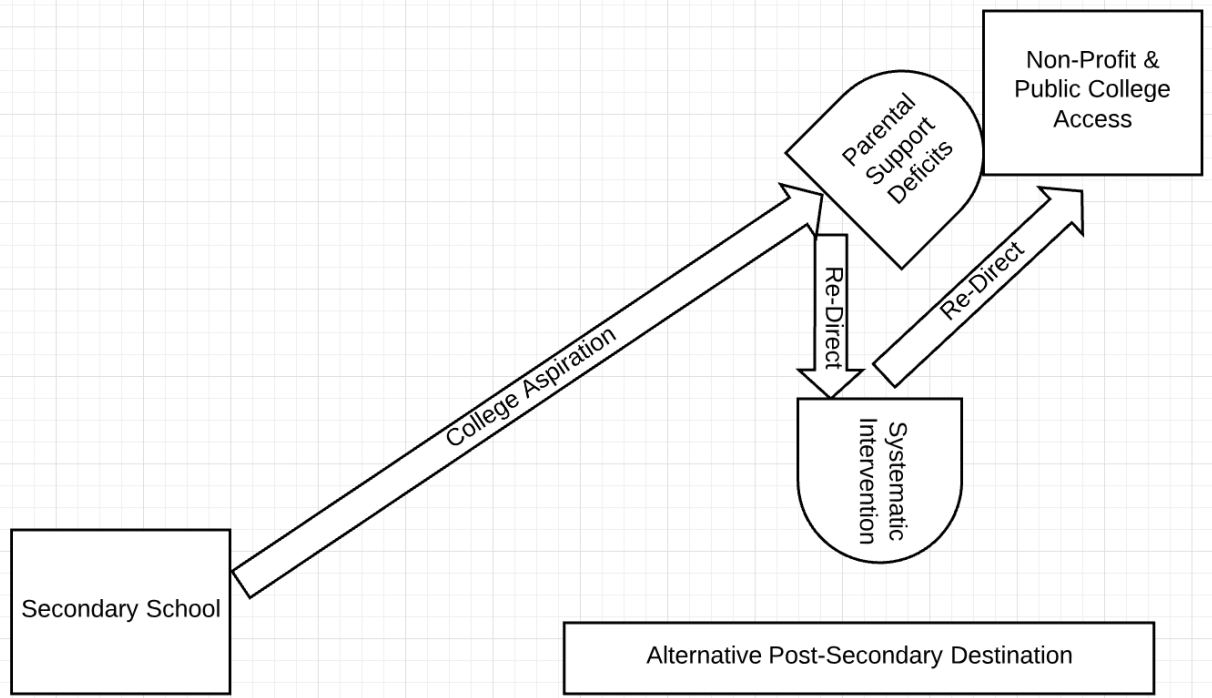 Non-Profit &
Public College
Access
Parental
Support
Deficits
Re-Direct
Re-Direct
College Aspiration
Systematic
Intervention
Secondary School
Alternative Post-Secondary Destination